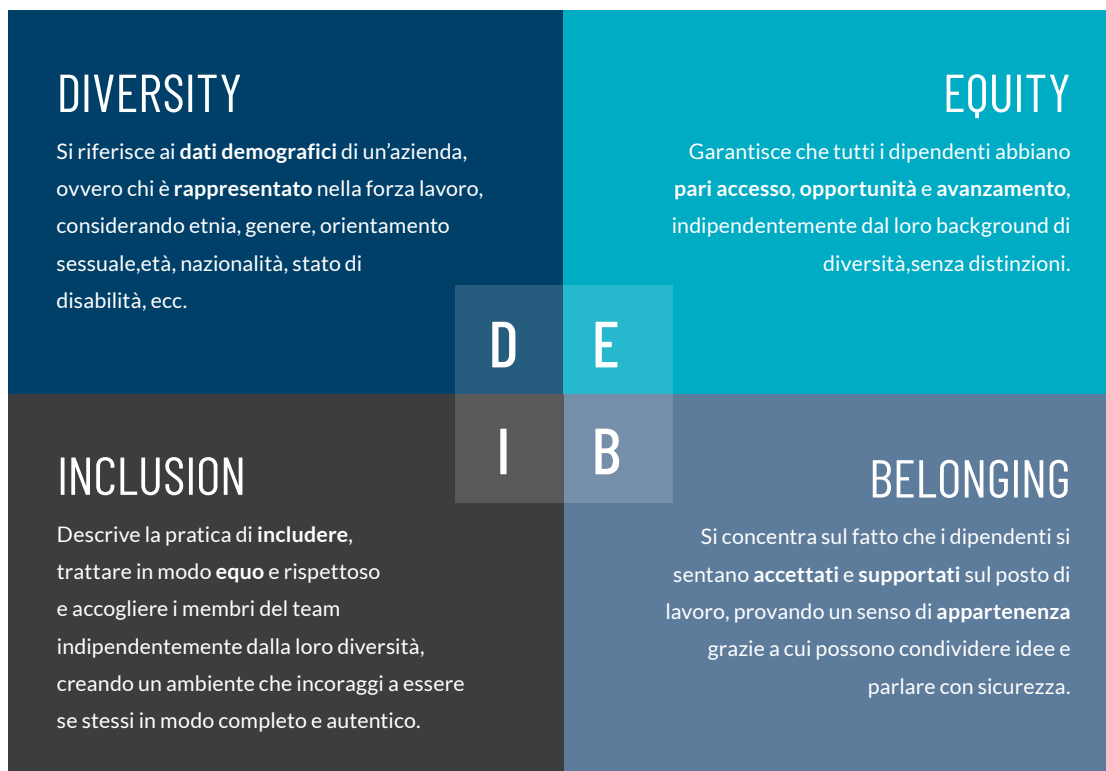 DIVERSITY
Si riferisce ai dati demografici di un’azienda,
ovvero chi è rappresentato nella forza lavoro,
considerando etnia, genere, orientamento
sessuale,età, nazionalità, stato di
disabilità, ecc.
EQUITY
Garantisce che tutti i dipendenti abbiano
pari accesso, opportunità e avanzamento,
indipendentemente dal loro background di
diversità,senza distinzioni.
D E
I B
INCLUSION
Descrive la pratica di includere,
trattare in modo equo e rispettoso
e accogliere i membri del team
indipendentemente dalla loro diversità,
creando un ambiente che incoraggi a essere
se stessi in modo completo e autentico.
BELONGING
Si concentra sul fatto che i dipendenti si
sentano accettati e supportati sul posto di
lavoro, provando un senso di appartenenza
grazie a cui possono condividere idee e
parlare con sicurezza.